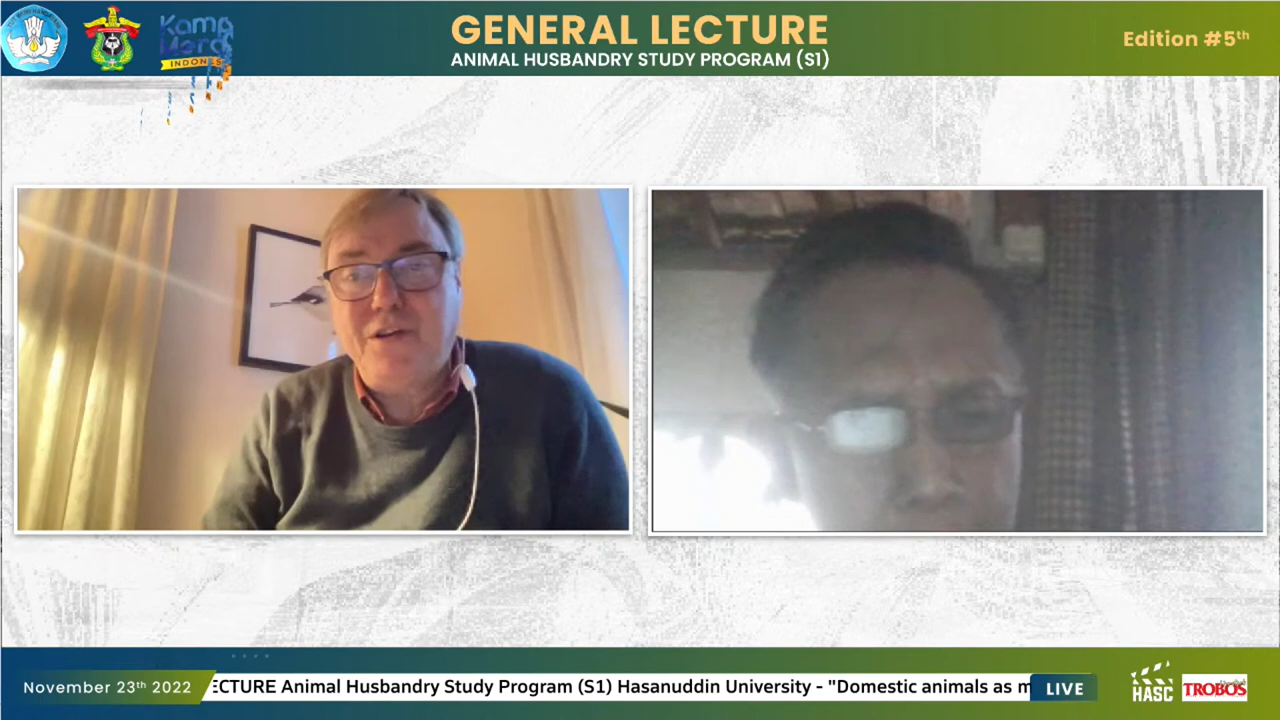 GENERAL LECTURE
ANIMAL HUSBANDRY STUDY PROGRAM (S1)
Edition #5th
INDONES
November 23th 2022
ECTURE Animal Husbandry Study Program (S1) Hasanuddin University - "Domestic animals as m
LIVE
HASC
TROBOS